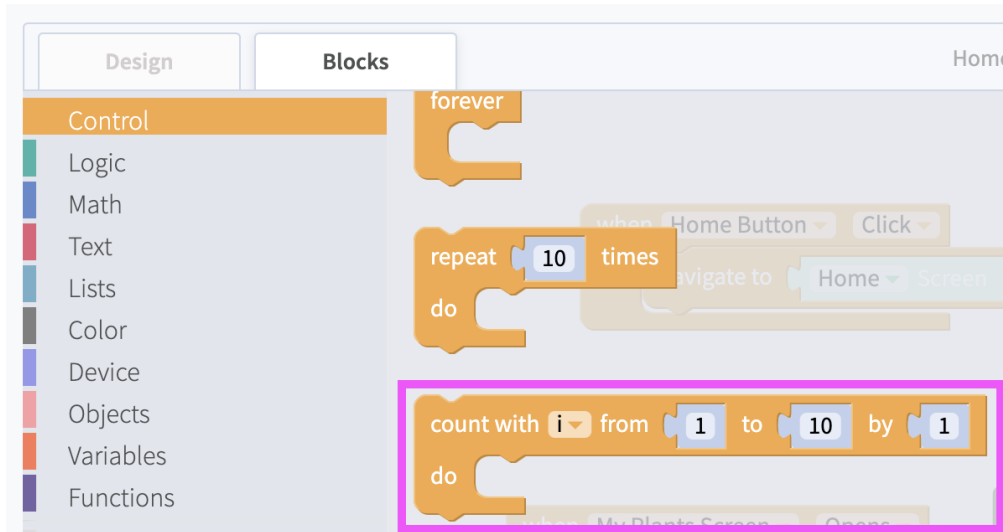 Design
Blocks
Home
Control
Logic
Math
Text
Lists
Color
Device
Objects
Variables
Functions
forever
when Home Button Click
navigate to Home Screen
repeat 10 times
do
count with i from 1 to 10 by 1
do
when My Plants Screen Opens